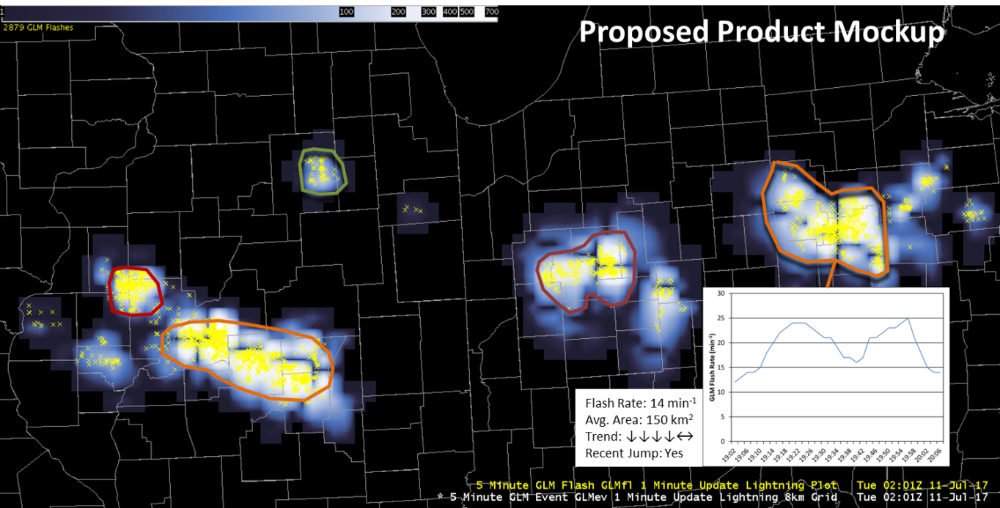 1 100 200 300 400 500 700
2879 GLM Flashes
Proposed Product Mockup
Flash Rate: 14 min-1
Avg. Area: 150 km2
Trend: ↓↓↓↓↔
Recent Jump: Yes
GLM Flash Rate (min-1)
30
25
20
15
10
5
0
19:02 19:06 19:10 19:14 19:18 19:22 19:26 19:30 19:34 19:38 19:42 19:46 19:50 19:54 19:58 20:02 20:06
5 Minute GLM Flash GLMfl 1 Minute Update Lightning Plot Tue 02:01Z 11-Jul-17
* 5 Minute GLM Event GLMev 1 Minute Update Lightning 8km Grid Tue 02:01Z 11-Jul-17